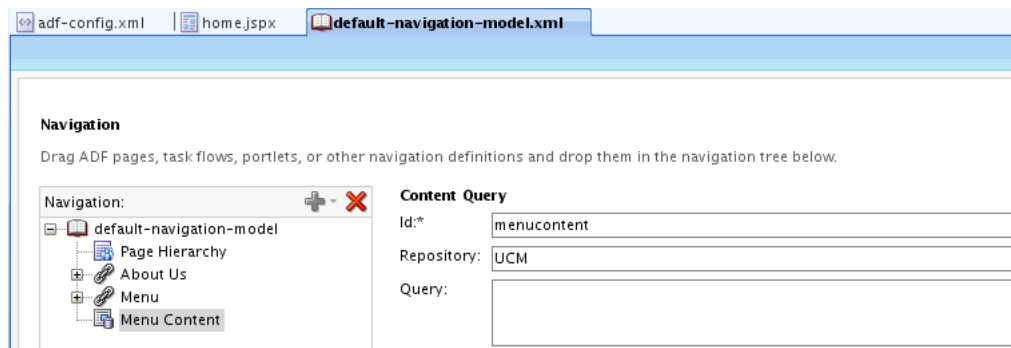 adf-config.xml home.jspx default-navigation-model.xml
Navigation
Drag ADF pages, task flows, portlets, or other navigation definitions and drop them in the navigation tree below.
Navigation:
default-navigation-model
Page Hierarchy
About Us
Menu
Menu Content
Content Query
Id:* menucontent
Repository: UCM
Query: